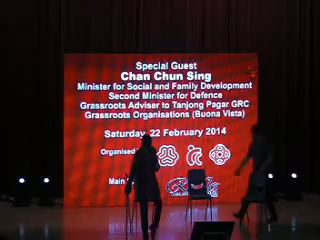 Special Guest
Chan Chun Sing
Minister for Social and Family Development
Second Minister for Defence
Grassroots Adviser to Tanjong Pagar GRC
Grassroots Organisations (Buona Vista)
Saturday, 22 February 2014
Organised
Main